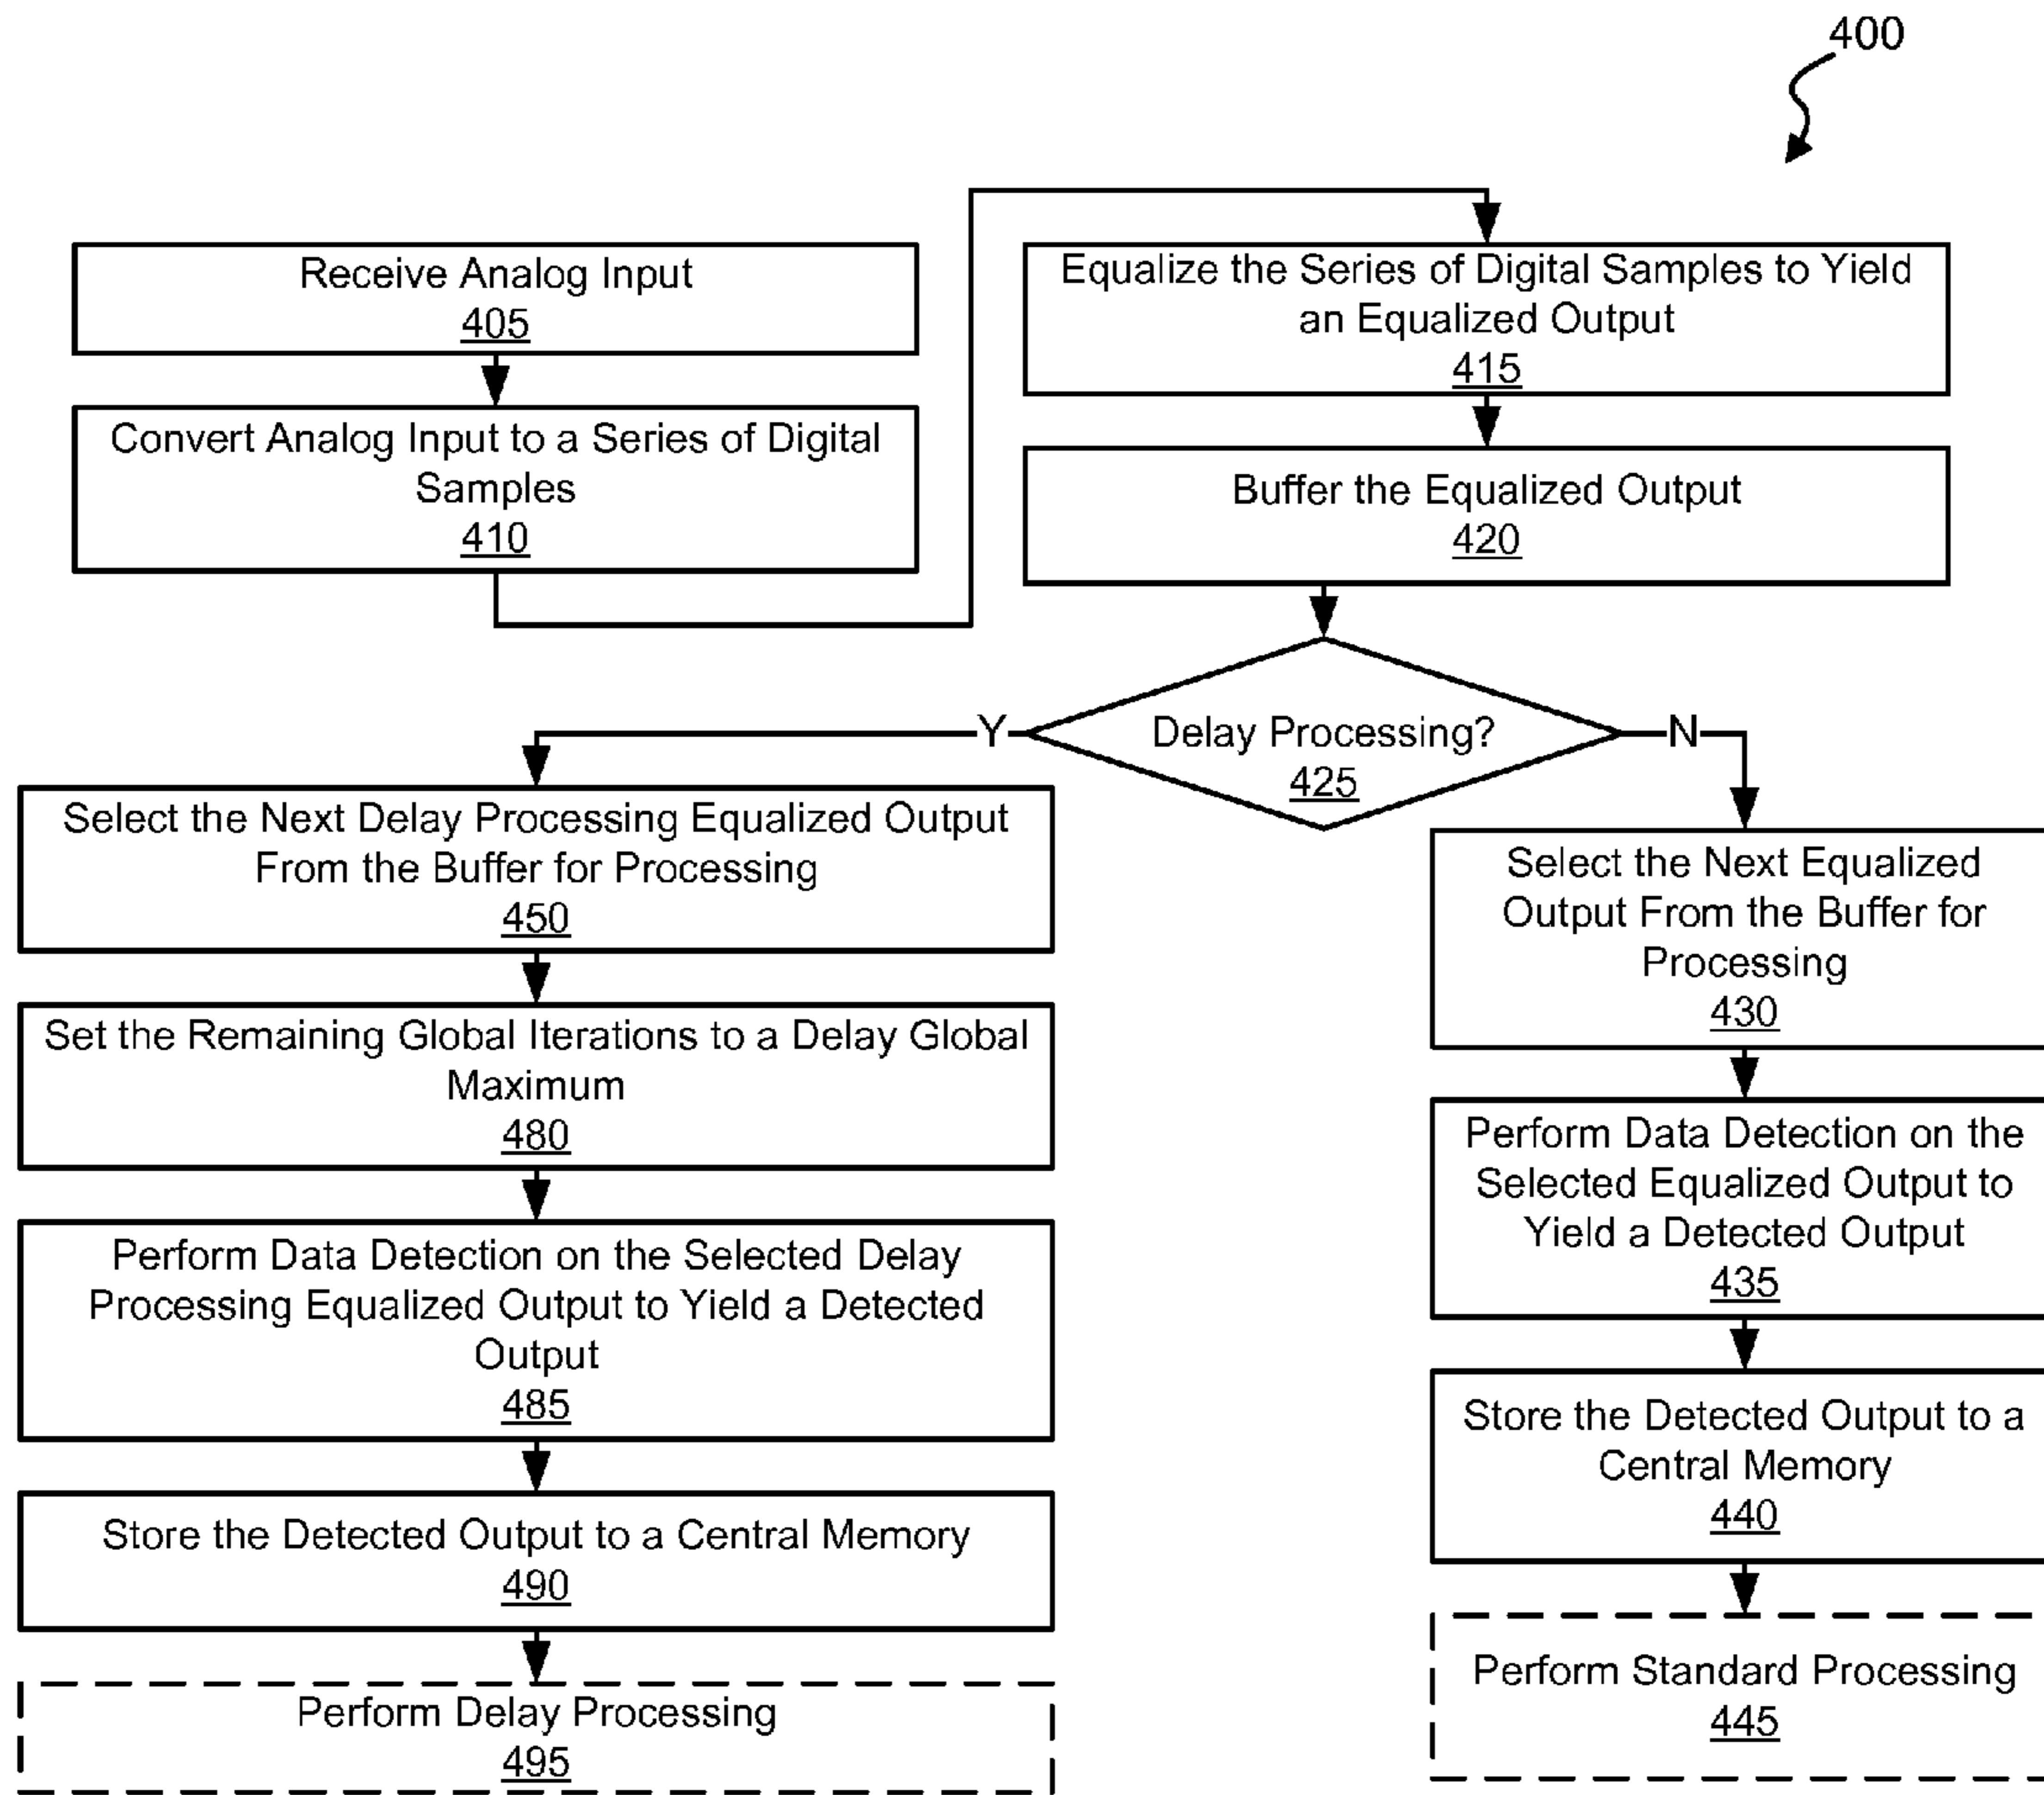 400
Receive Analog Input
405
Convert Analog Input to a Series of Digital
Samples
410
Equalize the Series of Digital Samples to Yield
an Equalized Output
415
Buffer the Equalized Output
420
Delay Processing?
425
Y
N
Select the Next Delay Processing Equalized Output
From the Buffer for Processing
450
Set the Remaining Global Iterations to a Delay Global
Maximum
480
Perform Data Detection on the Selected Delay
Processing Equalized Output to Yield a Detected
Output
485
Store the Detected Output to a Central Memory
490
Perform Delay Processing
495
Select the Next Equalized
Output From the Buffer for
Processing
430
Perform Data Detection on the
Selected Equalized Output to
Yield a Detected Output
435
Store the Detected Output to a
Central Memory
440
Perform Standard Processing
445